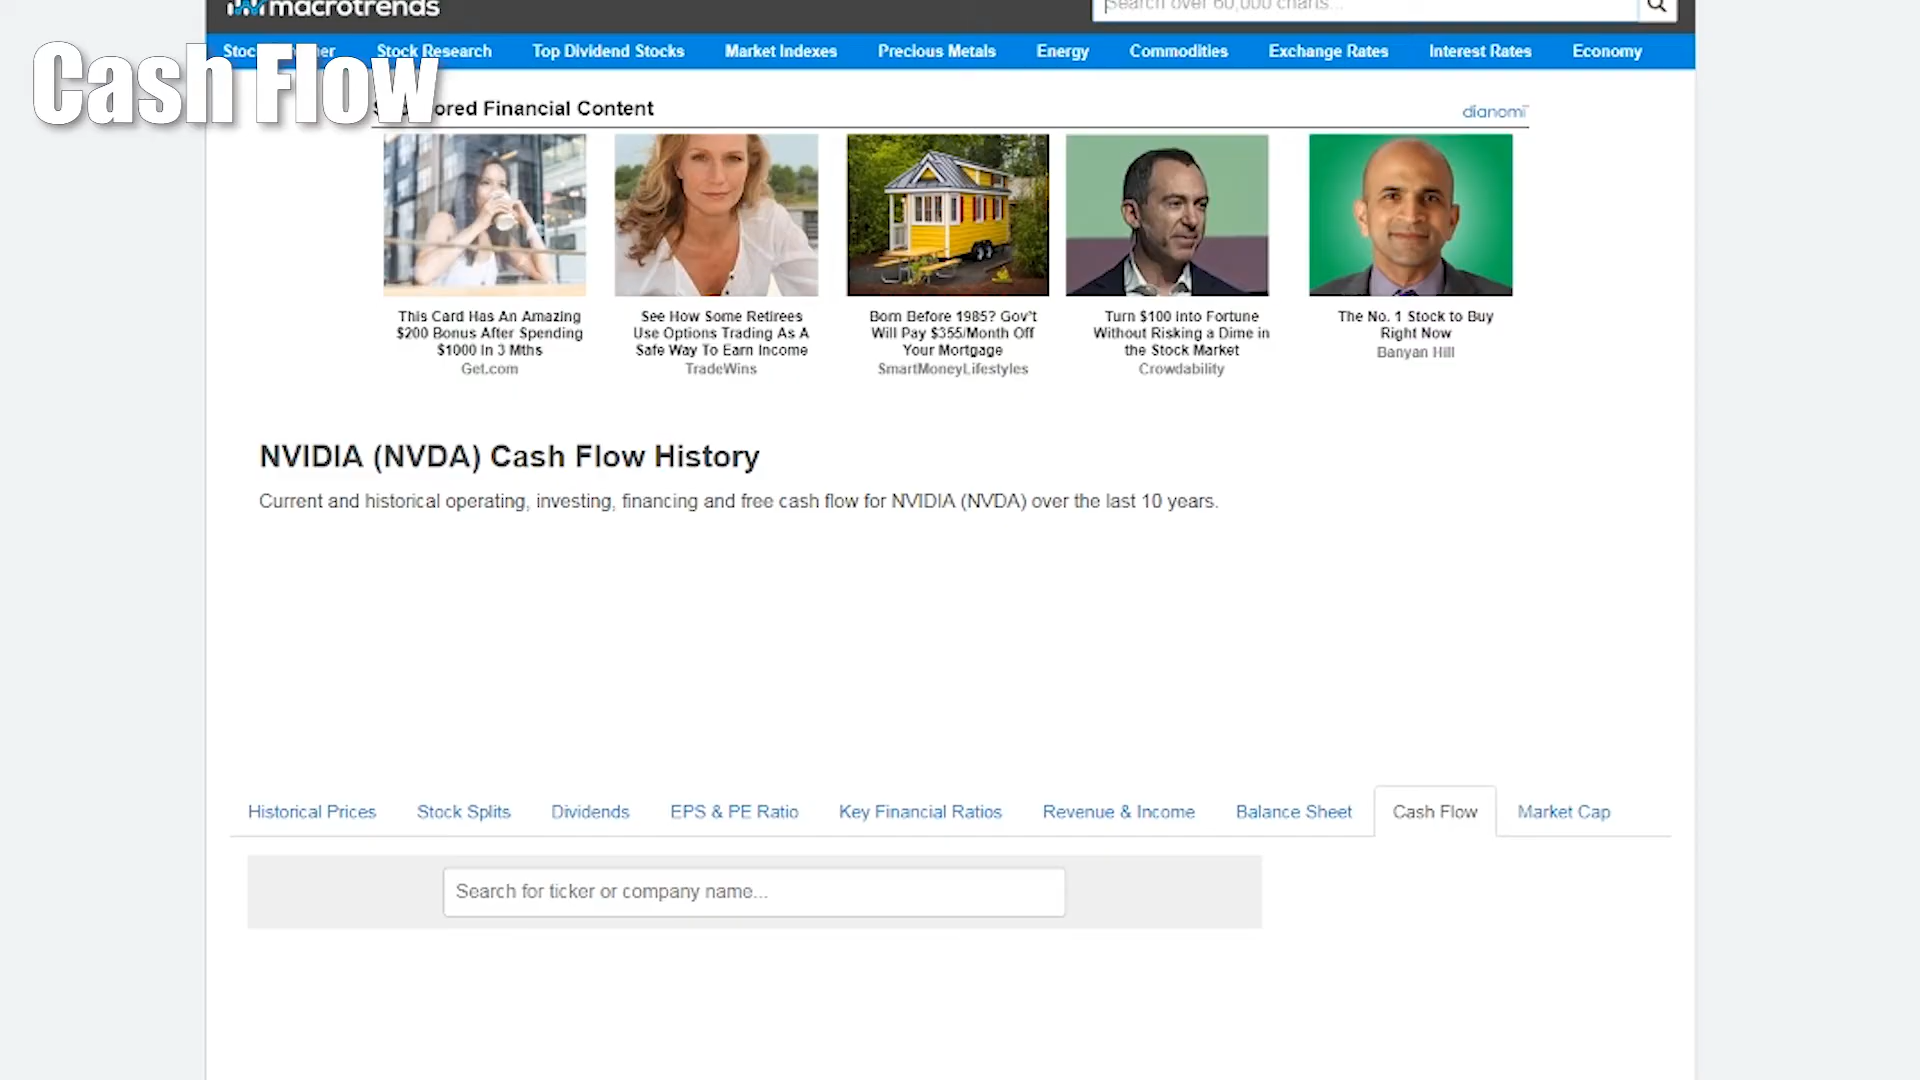 macrotrends
Search over 60,000 charts...
Cash Flow
Stock Research
Top Dividend Stocks
Market Indexes
Precious Metals
Energy
Commodities
Exchange Rates
Interest Rates
Economy
Sponsored Financial Content
dianomi
This Card Has An Amazing
$200 Bonus After Spending
$1000 In 3 Mths
Get.com
See How Some Retirees
Use Options Trading As A
Safe Way To Earn Income
TradeWins
Born Before 1985? Gov't
Will Pay $355/Month Off
Your Mortgage
SmartMoneyLifestyles
Turn $100 into Fortune
Without Risking a Dime in
the Stock Market
Crowdability
The No. 1 Stock to Buy
Right Now
Banyan Hill
NVIDIA (NVDA) Cash Flow History
Current and historical operating, investing, financing and free cash flow for NVIDIA (NVDA) over the last 10 years.
Historical Prices
Stock Splits
Dividends
EPS & PE Ratio
Key Financial Ratios
Revenue & Income
Balance Sheet
Cash Flow
Market Cap
Search for ticker or company name...